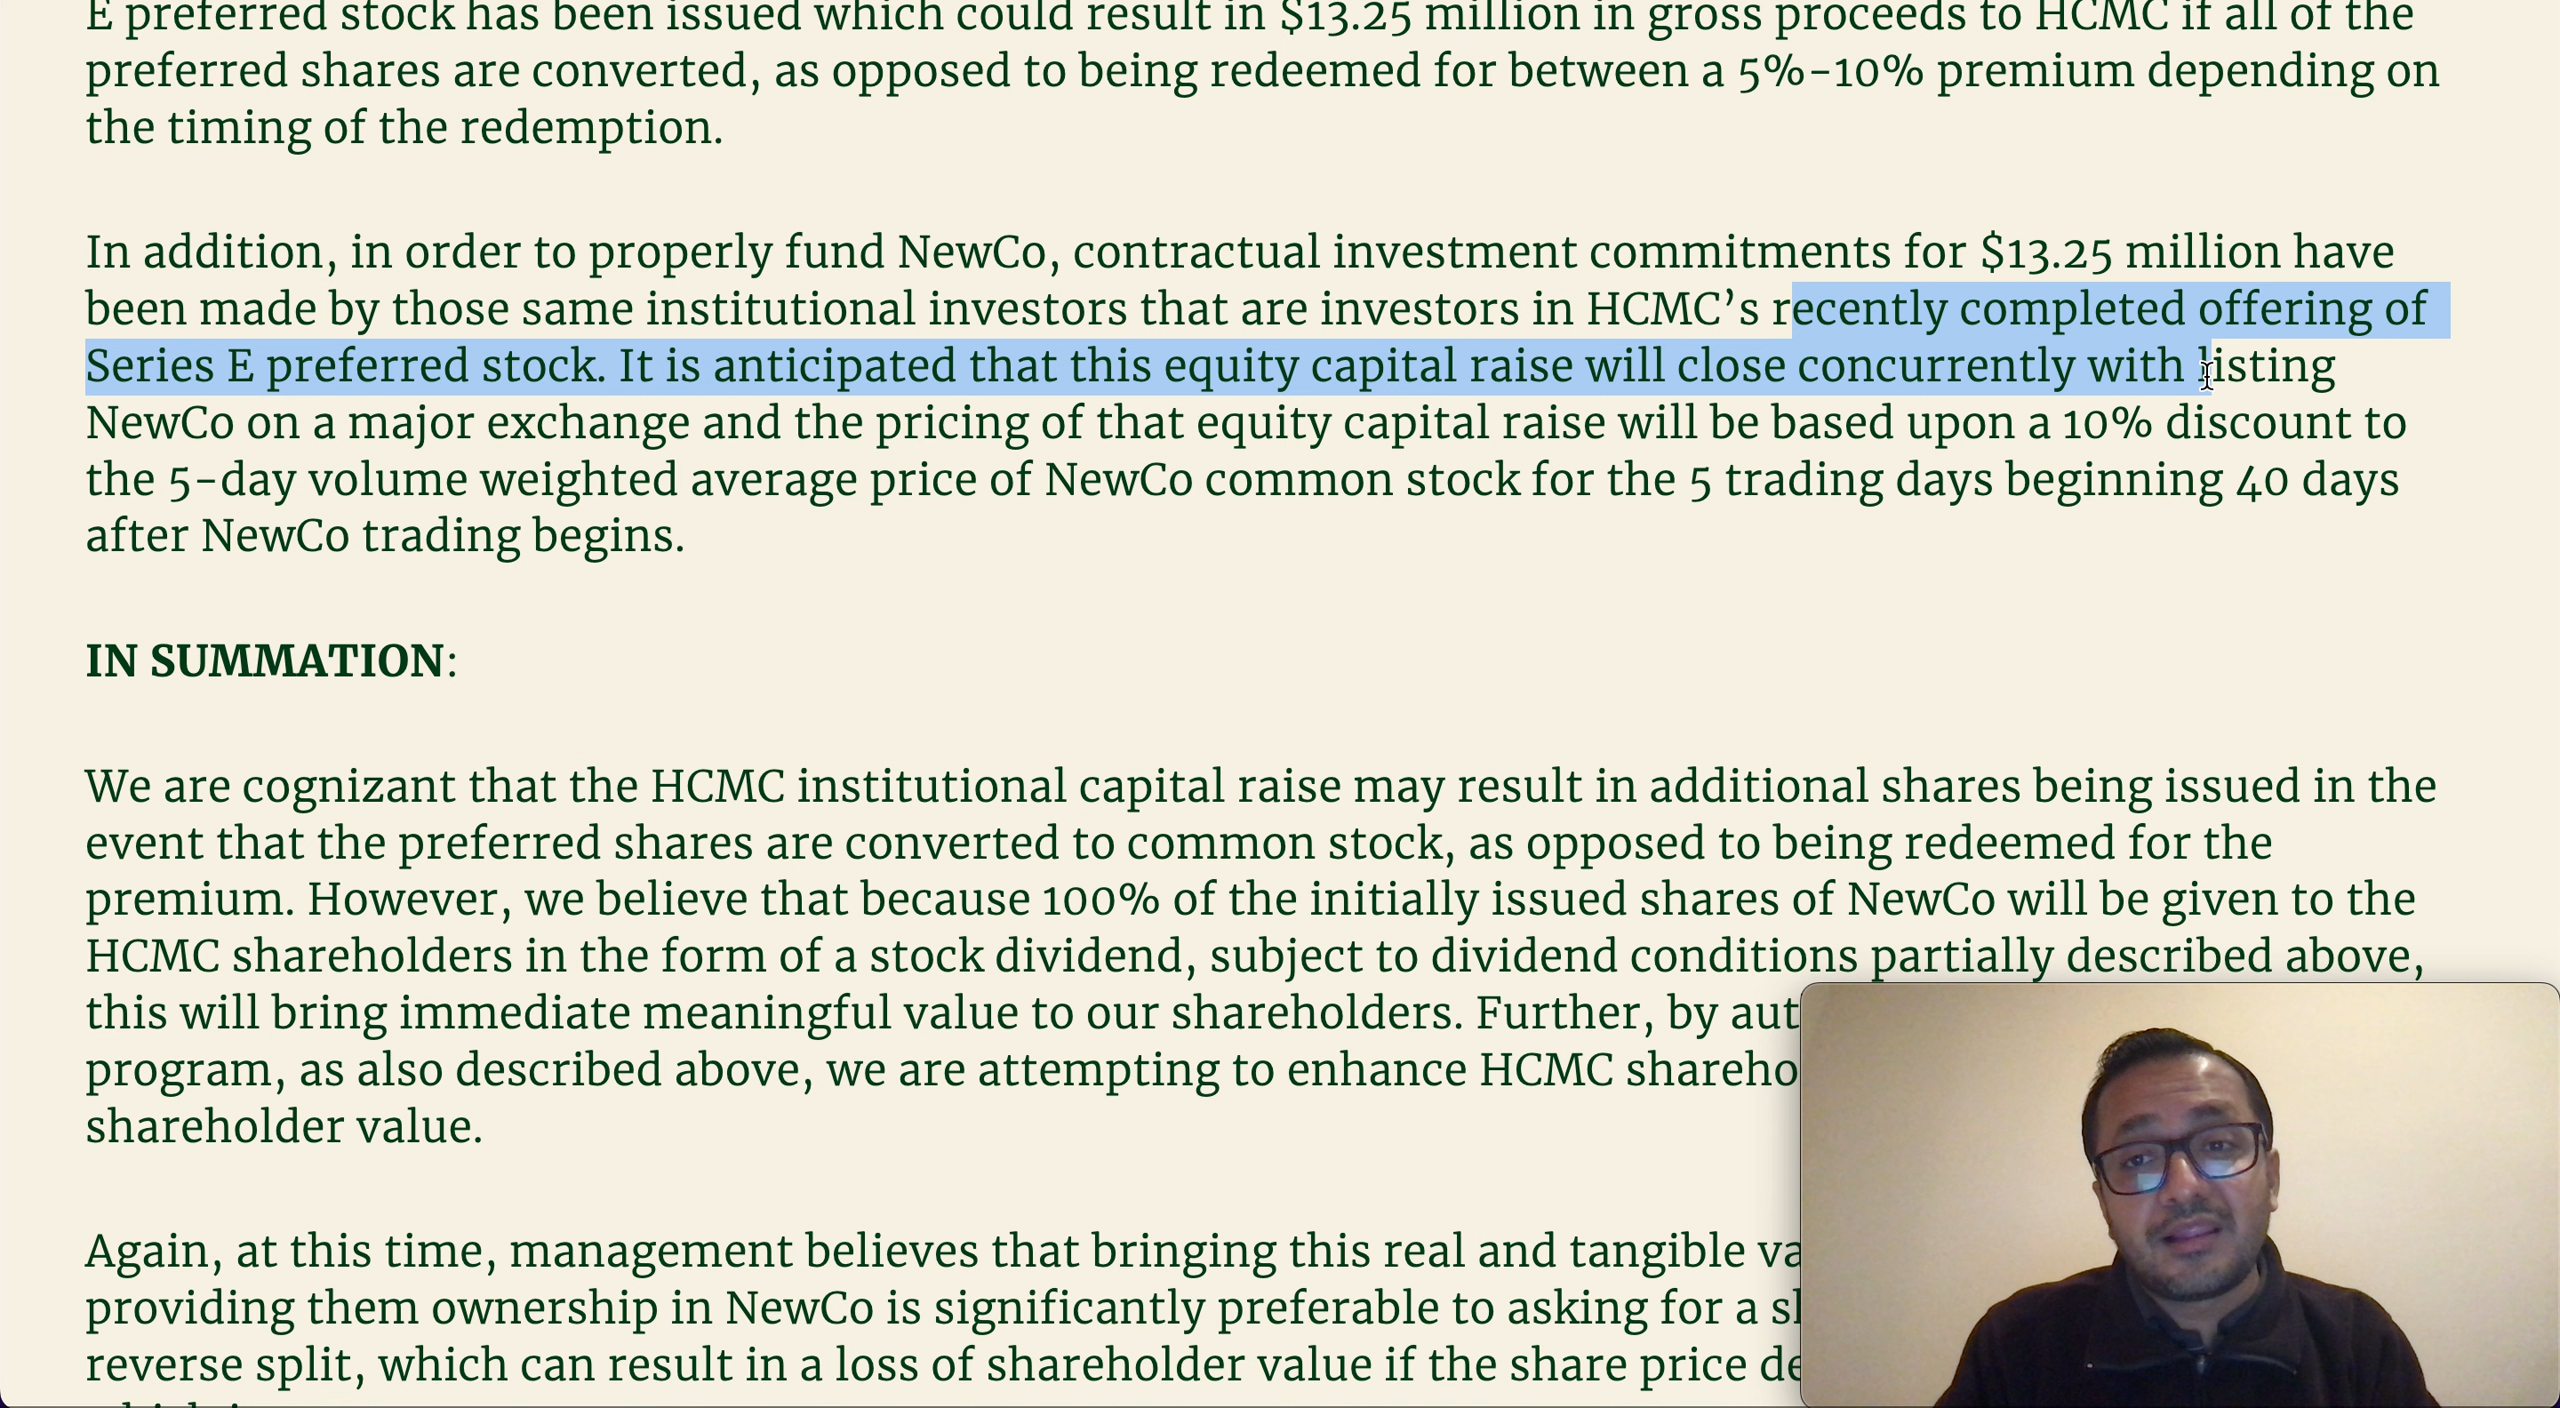 E preferred stock has been issued which could result in $13.25 million in gross proceeds to HCMC if all of the
preferred shares are converted, as opposed to being redeemed for between a 5%-10% premium depending on
the timing of the redemption.
In addition, in order to properly fund NewCo, contractual investment commitments for $13.25 million have
been made by those same institutional investors that are investors in HCMC’s recently completed offering of
Series E preferred stock. It is anticipated that this equity capital raise will close concurrently with listing
NewCo on a major exchange and the pricing of that equity capital raise will be based upon a 10% discount to
the 5-day volume weighted average price of NewCo common stock for the 5 trading days beginning 40 days
after NewCo trading begins.
IN SUMMATION:
We are cognizant that the HCMC institutional capital raise may result in additional shares being issued in the
event that the preferred shares are converted to common stock, as opposed to being redeemed for the
premium. However, we believe that because 100% of the initially issued shares of NewCo will be given to the
HCMC shareholders in the form of a stock dividend, subject to dividend conditions partially described above,
this will bring immediate meaningful value to our shareholders. Further, by
program, as also described above, we are attempting to enhance HCMC
shareholder value.
Again, at this time, management believes that bringing this real and tangible
providing them ownership in NewCo is significantly preferable to asking for a
reverse split, which can result in a loss of shareholder value if the share price